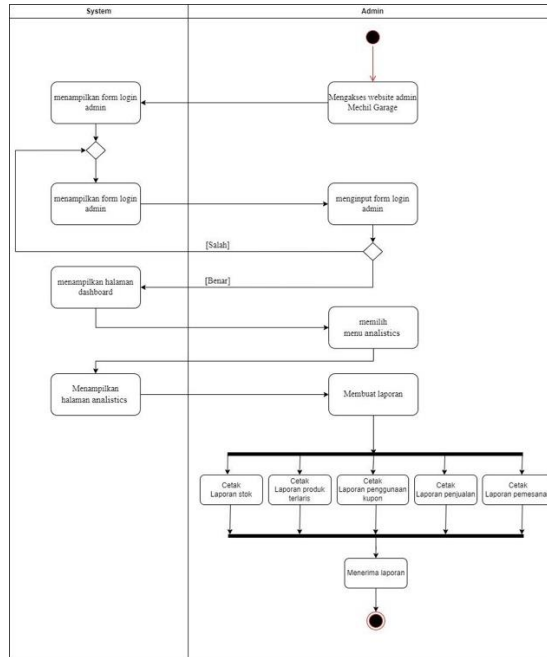 System
Admin
Mengakses website admin
Mechil Garage
menampilkan form login
admin
menampilkan form login
admin
menginput form login
admin
[Salah]
[Benar]
menampilkan halaman
dashboard
memilih
menu analistics
Menampilkan
halaman analistics
Membuat laporan
Cetak
Laporan stok
Cetak
Laporan produk
terlaris
Cetak
Laporan penggunaan
kupon
Cetak
Laporan penjualan
Cetak
Laporan pemesanan
Menerima laporan